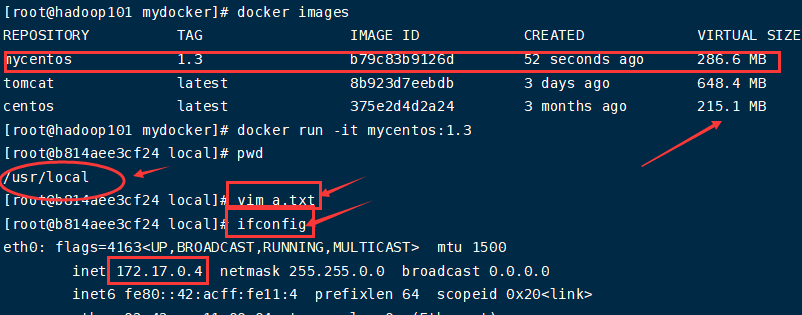 [root@hadoop101 mydocker]# docker images
REPOSITORY TAG IMAGE ID CREATED VIRTUAL SIZE
mycentos 1.3 b79c83b9126d 52 seconds ago 286.6 MB
tomcat latest 8b923d7eebdb 3 days ago 648.4 MB
centos latest 375e2d4d2a24 3 months ago 215.1 MB
[root@hadoop101 mydocker]# docker run -it mycentos:1.3
[root@b814aee3cf24 local]# pwd
/usr/local
[root@b814aee3cf24 local]# vim a.txt
[root@b814aee3cf24 local]# ifconfig
eth0: flags=4163<UP,BROADCAST,RUNNING,MULTICAST> mtu 1500
inet 172.17.0.4 netmask 255.255.0.0 broadcast 0.0.0.0
inet6 fe80::42:acff:fe11:4 prefixlen 64 scopeid 0x20<link>